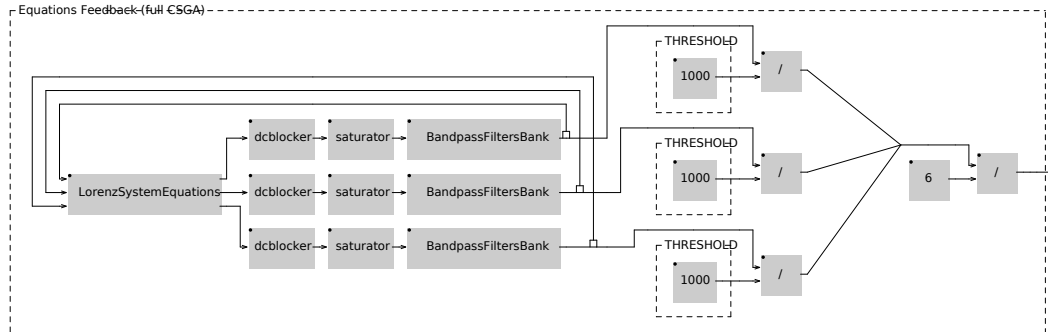 Equations Feedback (full CSGA)
THRESHOLD
1000
/
dcblocker
saturator
BandpassFiltersBank
THRESHOLD
1000
/
LorenzSystemEquations
dcblocker
saturator
BandpassFiltersBank
6
/
dcblocker
saturator
BandpassFiltersBank
THRESHOLD
1000
/